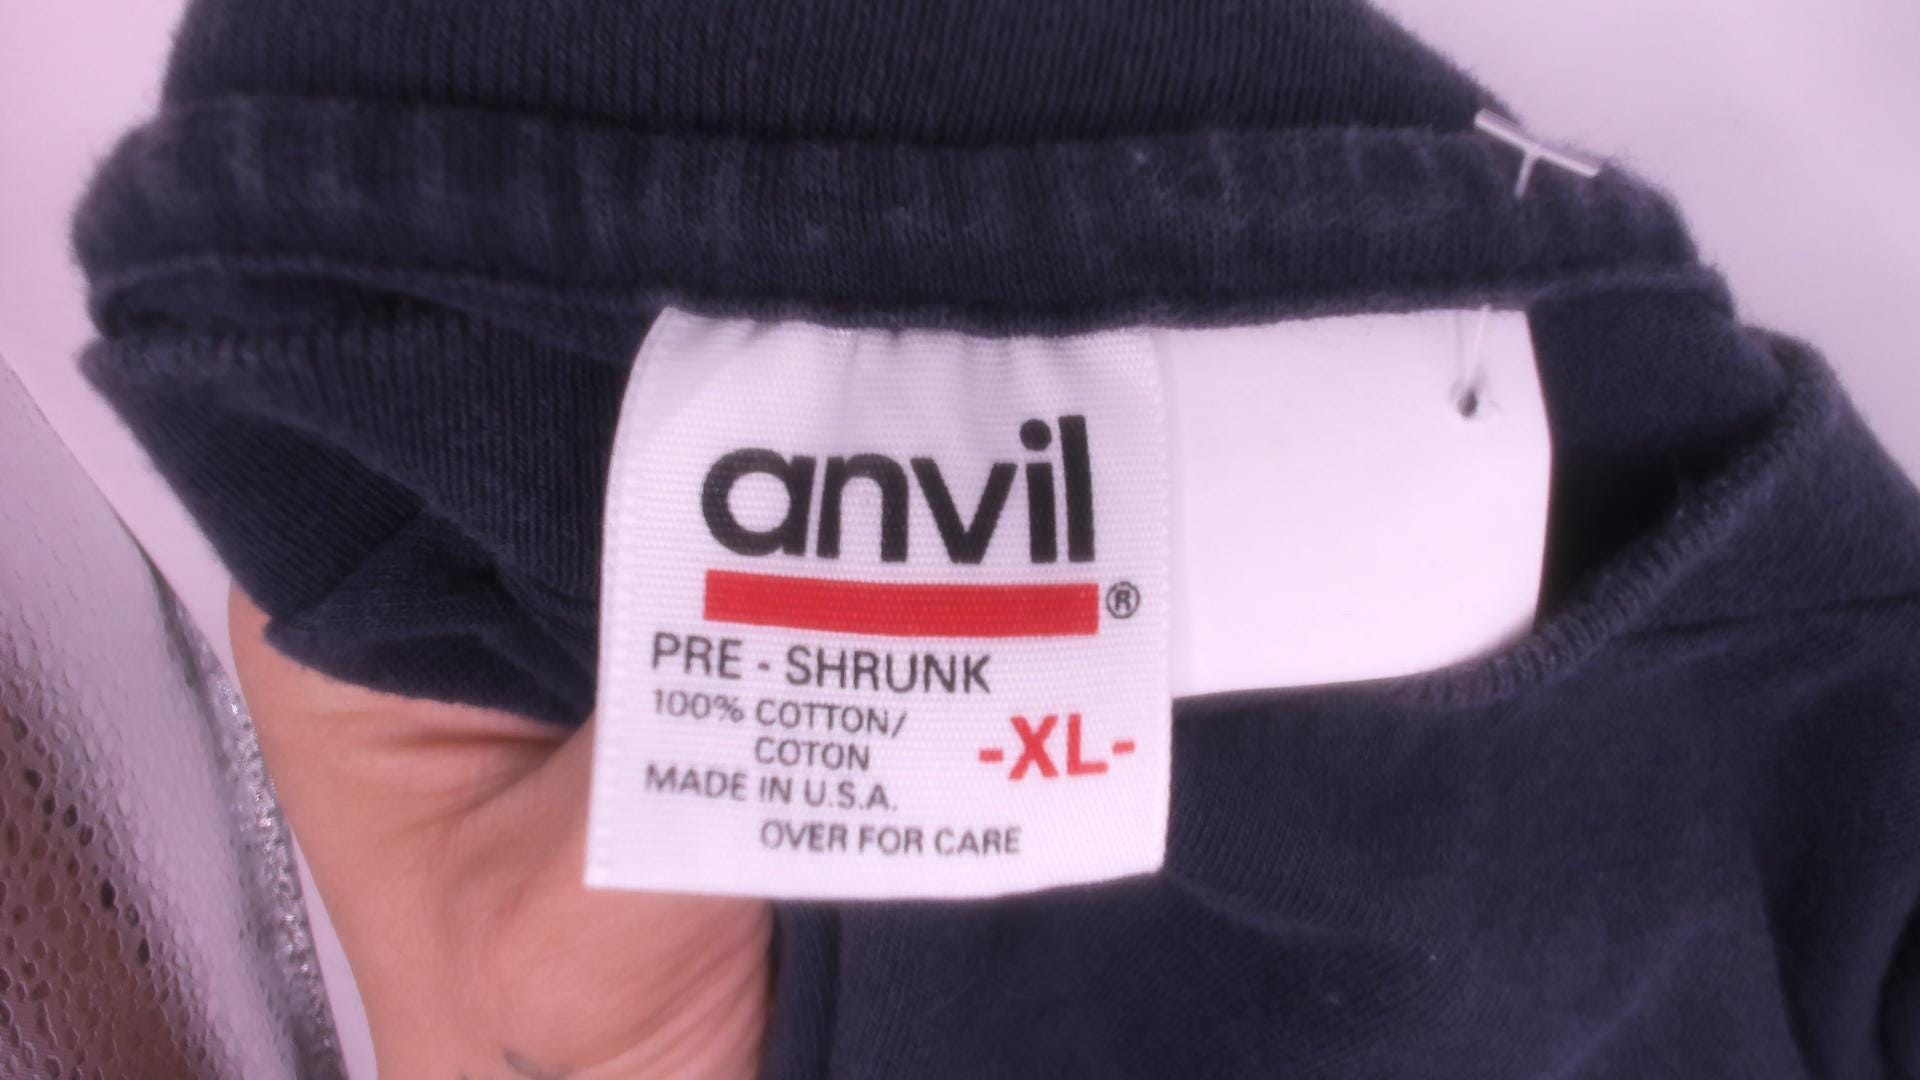 anvil®
PRE - SHRUNK
100% COTTON/
COTON
-XL-
MADE IN U.S.A.
OVER FOR CARE